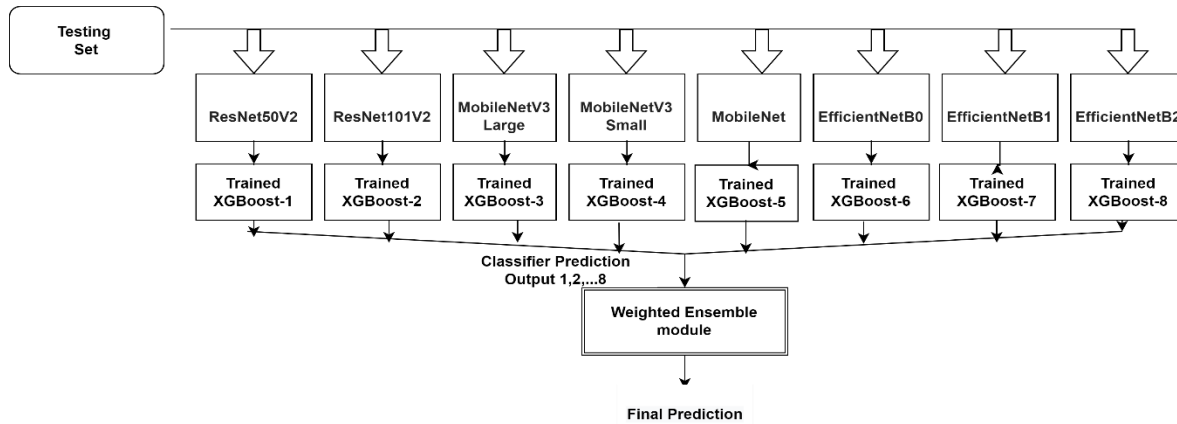 Testing
Set
ResNet50V2
ResNet101V2
MobileNetV3
Large
MobileNetV3
Small
MobileNet
EfficientNetB0
EfficientNetB1
EfficientNetB2
Trained
XGBoost-1
Trained
XGBoost-2
Trained
XGBoost-3
Trained
XGBoost-4
Trained
XGBoost-5
Trained
XGBoost-6
Trained
XGBoost-7
Trained
XGBoost-8
Classifier Prediction
Output 1,2,...8
Weighted Ensemble
module
Final Prediction